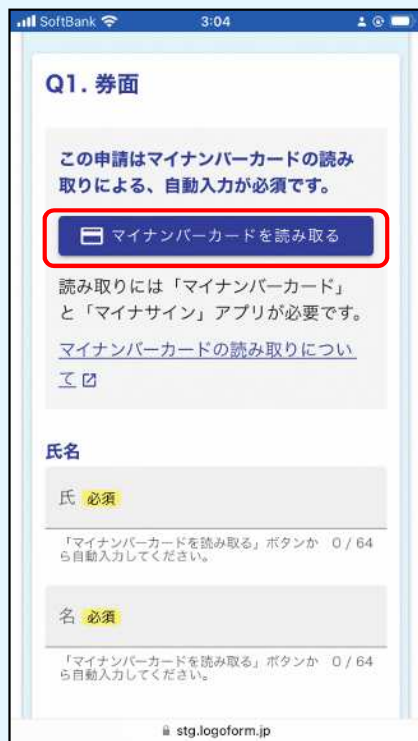 SoftBank 3:04
Q1. 券面
この申請はマイナンバーカードの読み
取りによる、自動入力が必須です。
マイナンバーカードを読み取る
読み取りには「マイナンバーカード」
と「マイナサイン」アプリが必要です。
マイナンバーカードの読み取りについ
て
氏名
氏 必須
「マイナンバーカードを読み取る」ボタンか 0 / 64
ら自動入力してください。
名 必須
「マイナンバーカードを読み取る」ボタンか 0 / 64
ら自動入力してください。
stg.logoform.jp